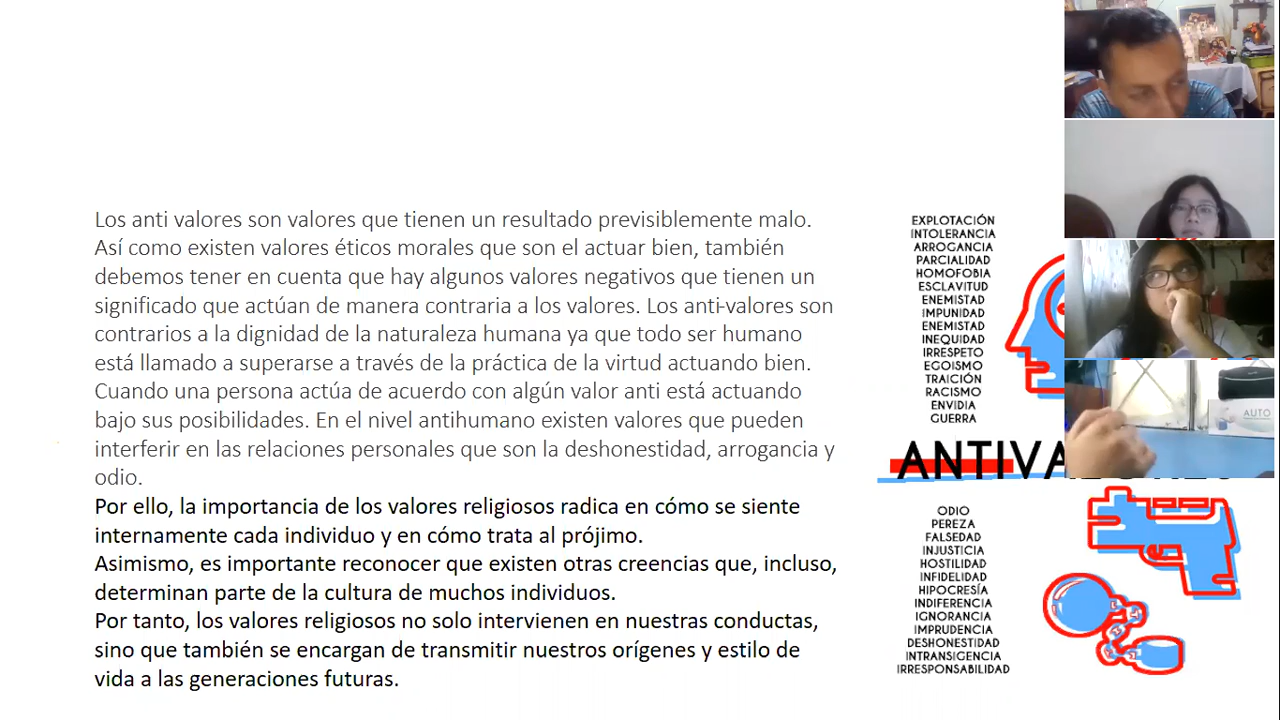 Los anti valores son valores que tienen un resultado previsiblemente malo.
Así como existen valores éticos morales que son el actuar bien, también
debemos tener en cuenta que hay algunos valores negativos que tienen un
significado que actúan de manera contraria a los valores. Los anti-valores son
contrarios a la dignidad de la naturaleza humana ya que todo ser humano
está llamado a superarse a través de la práctica de la virtud actuando bien.
Cuando una persona actúa de acuerdo con algún valor anti está actuando
bajo sus posibilidades. En el nivel antihumano existen valores que pueden
interferir en las relaciones personales que son la deshonestidad, arrogancia y
odio.
Por ello, la importancia de los valores religiosos radica en cómo se siente
internamente cada individuo y en cómo trata al prójimo.
Asimismo, es importante reconocer que existen otras creencias que, incluso,
determinan parte de la cultura de muchos individuos.
Por tanto, los valores religiosos no solo intervienen en nuestras conductas,
sino que también se encargan de transmitir nuestros orígenes y estilo de
vida a las generaciones futuras.
EXPLOTACIÓN
INTOLERANCIA
ARROGANCIA
PARCIALIDAD
HOMOFOBIA
ESCLAVITUD
ENEMISTAD
IMPUNIDAD
ENEMISTAD
INEQUIDAD
IRRESPETO
EGOISMO
TRAICIÓN
RACISMO
ENVIDIA
GUERRA
ODIO
PEREZA
FALSEDAD
INJUSTICIA
HOSTILIDAD
INFIDELIDAD
HIPOCRESÍA
INDIFERENCIA
IGNORANCIA
IMPRUDENCIA
DESHONESTIDAD
INTRANSIGENCIA
IRRESPONSABILIDAD
AUTO